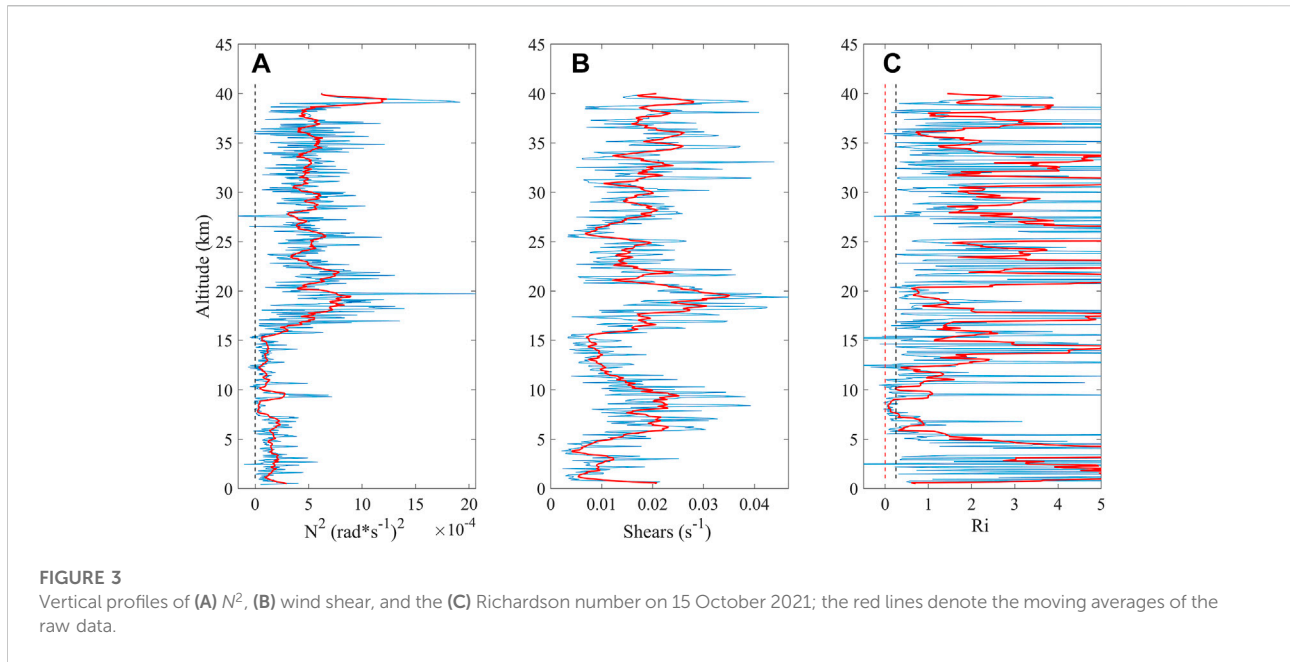 A
B
C
45
40
35
30
25
20
15
10
5
0
Altitude (km)
0 5 10 15 20
N² (rad*s⁻¹)² ×10⁻⁴
45
40
35
30
25
20
15
10
5
0
0 0.01 0.02 0.03 0.04
Shears (s⁻¹)
45
40
35
30
25
20
15
10
5
0
0 1 2 3 4 5
Ri
FIGURE 3
Vertical profiles of (A) N², (B) wind shear, and the (C) Richardson number on 15 October 2021; the red lines denote the moving averages of the
raw data.